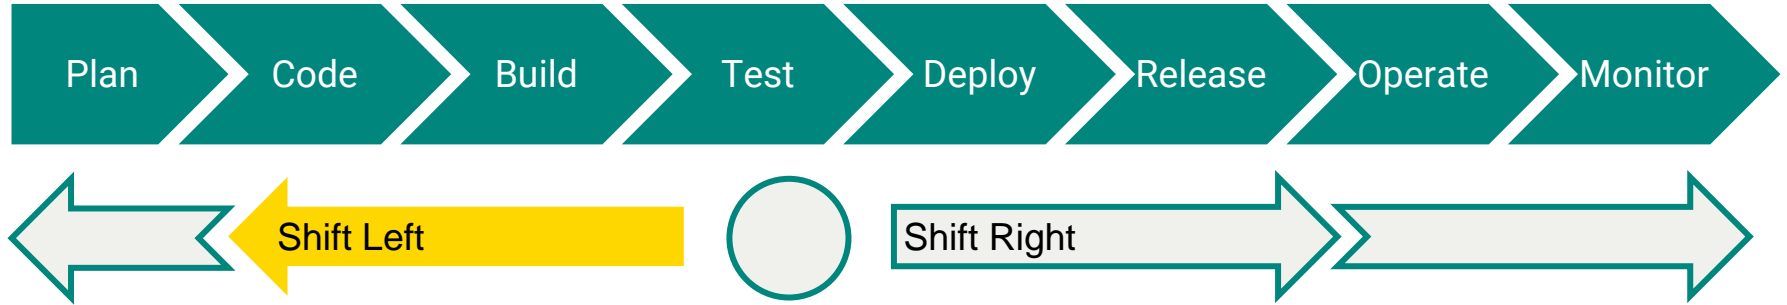 Plan
Code
Build
Test
Deploy
Release
Operate
Monitor
Shift Left
Shift Right